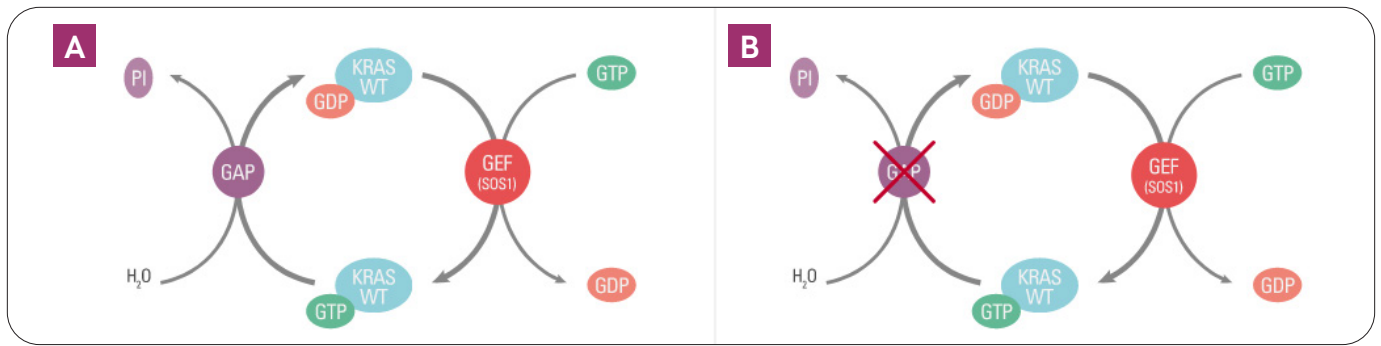 A
PI
KRAS
WT
GDP
GTP
GAP
GEF
(SOS1)
H₂O
KRAS
WT
GTP
GDP
B
PI
KRAS
WT
GDP
GTP
GAP
GEF
(SOS1)
H₂O
KRAS
WT
GTP
GDP